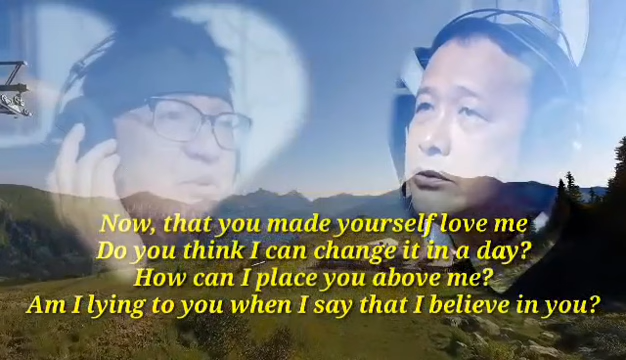 Now, that you made yourself love me
Do you think I can change it in a day?
How can I place you above me?
Am I lying to you when I say that I believe in you?